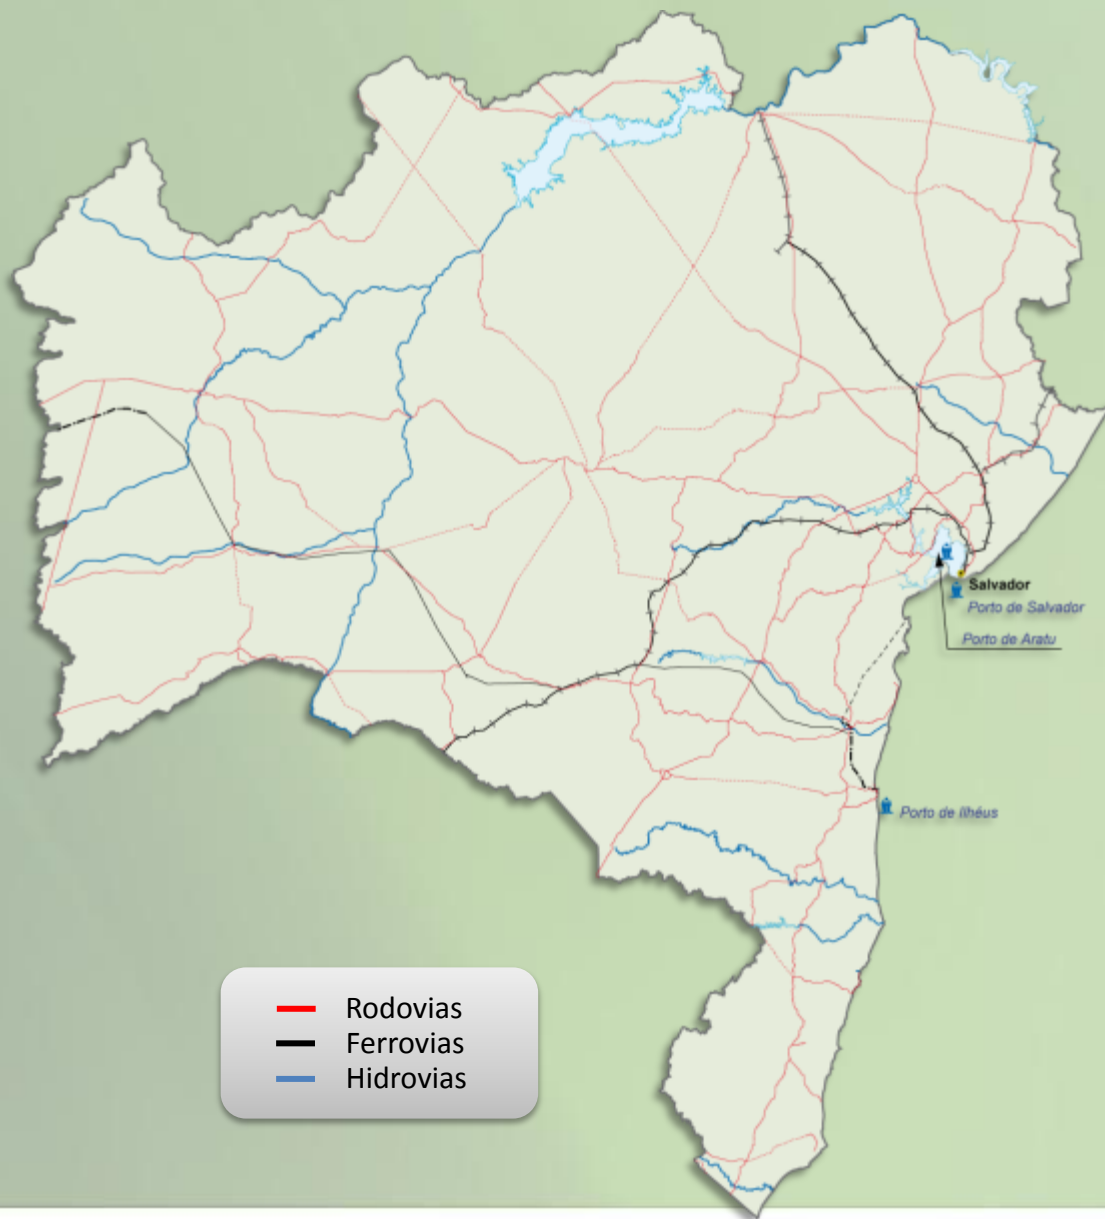 Salvador
Porto de Salvador
Porto de Aratu
Porto de Ilhéus
Rodovias
Ferrovias
Hidrovias